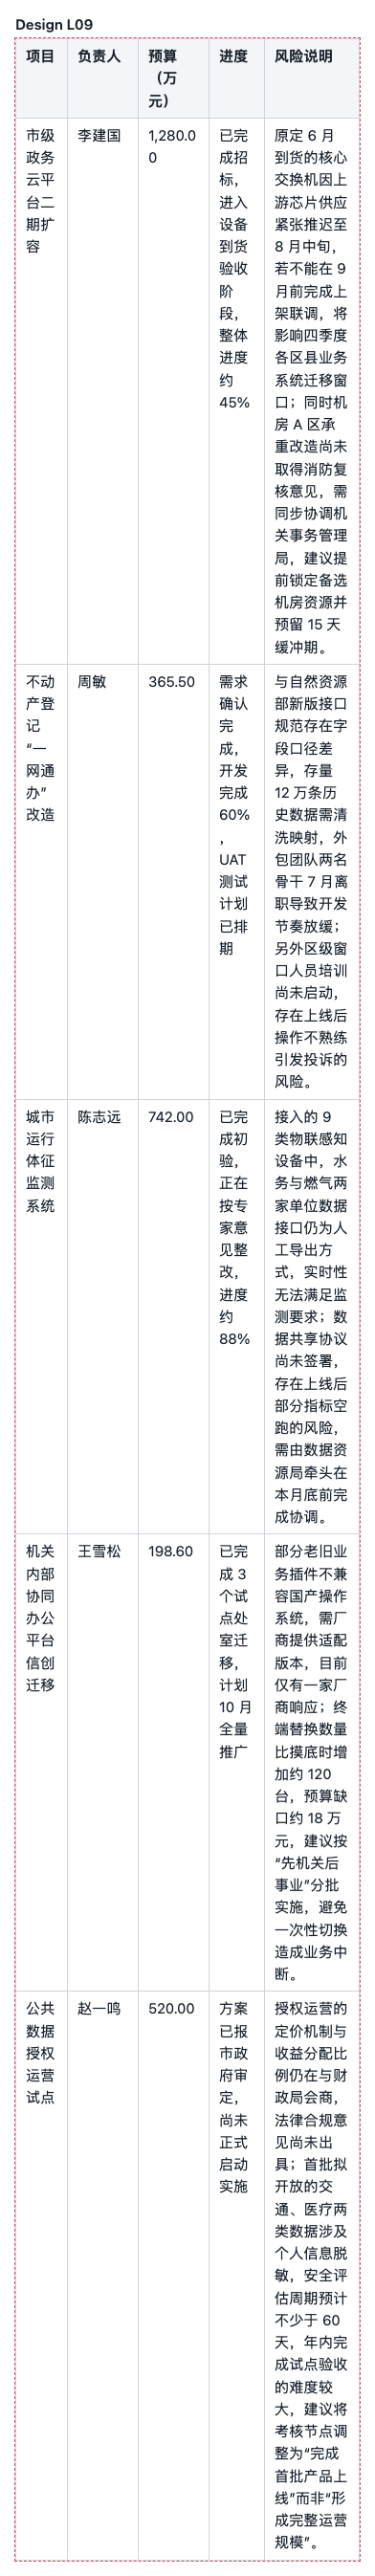 Design L09
项目
负责人
预算
（万
元）
进度
风险说明
市级
政务
云平
台二
期扩
容
李建国
1,280.0
0
已完
成招
标，
进入
设备
到货
验收
阶
段，
整体
进度
约
45%
原定 6 月
到货的核心
交换机因上
游芯片供应
紧张推迟至
8 月中旬，
若不能在 9
月前完成上
架联调，将
影响四季度
各区县业务
系统迁移窗
口；同时机
房 A 区承
重改造尚未
取得消防复
核意见，需
同步协调机
关事务管理
局，建议提
前锁定备选
机房资源并
预留 15 天
缓冲期。
不动
产登
记
“一
网通
办”
改造
周敏
365.50
需求
确认
完
成，
开发
完成
60%
，
UAT
测试
计划
已排
期
与自然资源
部新版接口
规范存在字
段口径差
异，存量
12 万条历
史数据需清
洗映射，外
包团队两名
骨干 7 月离
职导致开发
节奏放缓；
另外区级窗
口人员培训
尚未启动，
存在上线后
操作不熟练
引发投诉的
风险。
城市
运行
体征
监测
系统
陈志远
742.00
已完
成初
验，
正在
按专
家意
见整
改，
进度
约
88%
接入的 9
类物联感知
设备中，水
务与燃气两
家单位数据
接口仍为人
工导出方
式，实时性
无法满足监
测要求；数
据共享协议
尚未签署，
存在上线后
部分指标空
跑的风险，
需由数据资
源局牵头在
本月底前完
成协调。
机关
内部
协同
办公
平台
信创
迁移
王雪松
198.60
已完
成 3
个试
点处
室迁
移，
计划
10 月
全量
推广
部分老旧业
务插件不兼
容国产操作
系统，需厂
商提供适配
版本，目前
仅有一家厂
商响应；终
端替换数量
比摸底时增
加约 120
台，预算缺
口约 18 万
元，建议按
“先机关后
事业”分批
实施，避免
一次性切换
造成业务中
断。
公共
数据
授权
运营
试点
赵一鸣
520.00
方案
已报
市政
府审
定，
尚未
正式
启动
实施
授权运营的
定价机制与
收益分配比
例仍在与财
政局会商，
法律合规意
见尚未出
具；首批拟
开放的交
通、医疗两
类数据涉及
个人信息脱
敏，安全评
估周期预计
不少于 60
天，年内完
成试点验收
的难度较
大，建议将
考核节点调
整为“完成
首批产品上
线”而非“形
成完整运营
规模”。